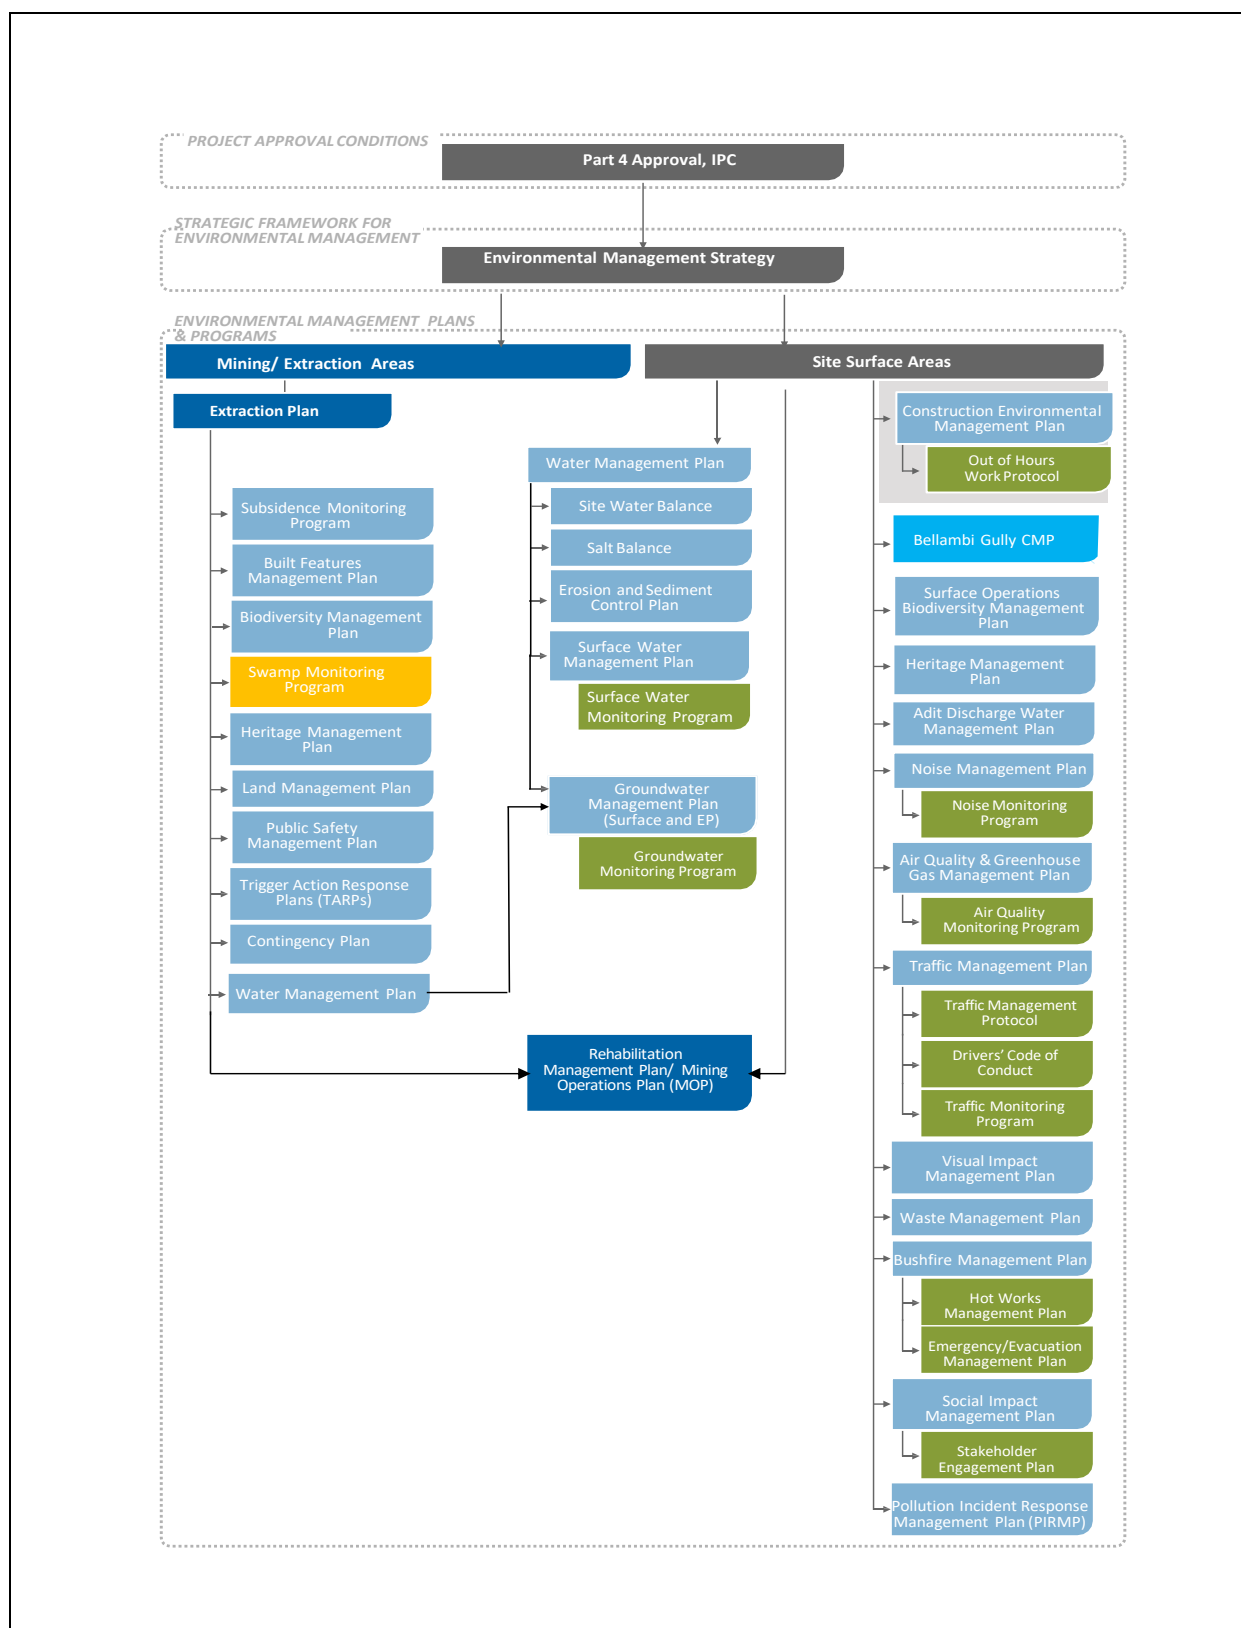 PROJECT APPROVAL CONDITIONS
Part 4 Approval, IPC
STRATEGIC FRAMEWORK FOR
ENVIRONMENTAL MANAGEMENT
Environmental Management Strategy
ENVIRONMENTAL MANAGEMENT PLANS
& PROGRAMS
Mining/ Extraction Areas
Extraction Plan
Subsidence Monitoring
Program
Built Features
Management Plan
Biodiversity Management
Plan
Swamp Monitoring
Program
Heritage Management
Plan
Land Management Plan
Public Safety
Management Plan
Trigger Action Response
Plans (TARPs)
Contingency Plan
Water Management Plan
Site Surface Areas
Water Management Plan
Site Water Balance
Salt Balance
Erosion and Sediment
Control Plan
Surface Water
Management Plan
Surface Water
Monitoring Program
Groundwater
Management Plan
(Surface and EP)
Groundwater
Monitoring Program
Rehabilitation
Management Plan/ Mining
Operations Plan (MOP)
Construction Environmental
Management Plan
Out of Hours
Work Protocol
Bellambi Gully CMP
Surface Operations
Biodiversity Management
Plan
Heritage Management
Plan
Adit Discharge Water
Management Plan
Noise Management Plan
Noise Monitoring
Program
Air Quality & Greenhouse
Gas Management Plan
Air Quality
Monitoring Program
Traffic Management Plan
Traffic Management
Protocol
Drivers’ Code of
Conduct
Traffic Monitoring
Program
Visual Impact
Management Plan
Waste Management Plan
Bushfire Management Plan
Hot Works
Management Plan
Emergency/Evacuation
Management Plan
Social Impact
Management Plan
Stakeholder
Engagement Plan
Pollution Incident Response
Management Plan (PIRMP)